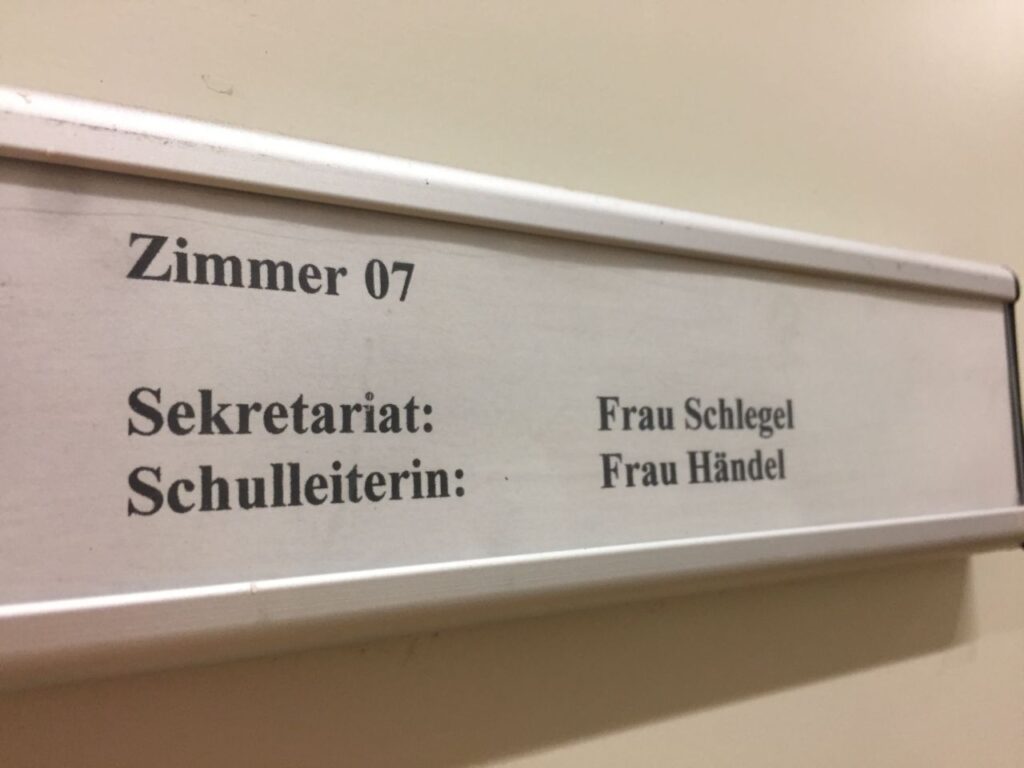 Zimmer 07
Sekretariat: Frau Schlegel
Schulleiterin: Frau Händel